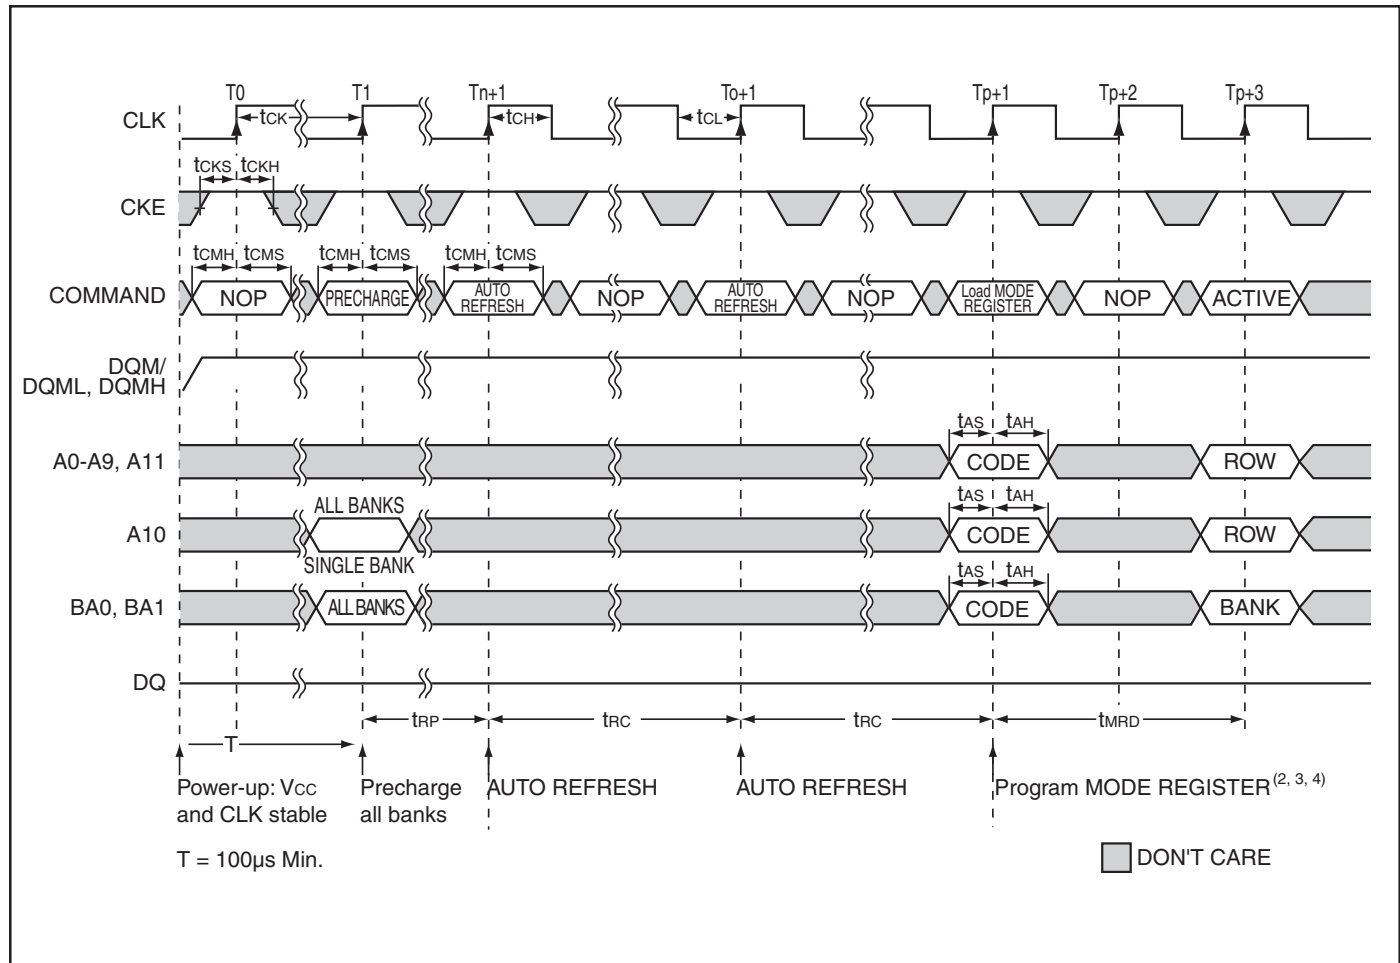 T0 T1 Tn+1 To+1 Tp+1 Tp+2 Tp+3
CLK tCK tCH tCL
tCKS tCKH
CKE
tCMH tCMS tCMH tCMS tCMH tCMS
COMMAND NOP PRECHARGE AUTO REFRESH NOP AUTO REFRESH NOP Load MODE REGISTER NOP ACTIVE
DQM/
DQML, DQMH
tAS tAH
A0-A9, A11 CODE ROW
ALL BANKS tAS tAH
A10 CODE ROW
SINGLE BANK tAS tAH
BA0, BA1 ALL BANKS CODE BANK
DQ
tRP tRC tRC tMRD
T
Power-up: VCC Precharge AUTO REFRESH AUTO REFRESH Program MODE REGISTER (2, 3, 4)
and CLK stable all banks
T = 100µs Min. DON'T CARE